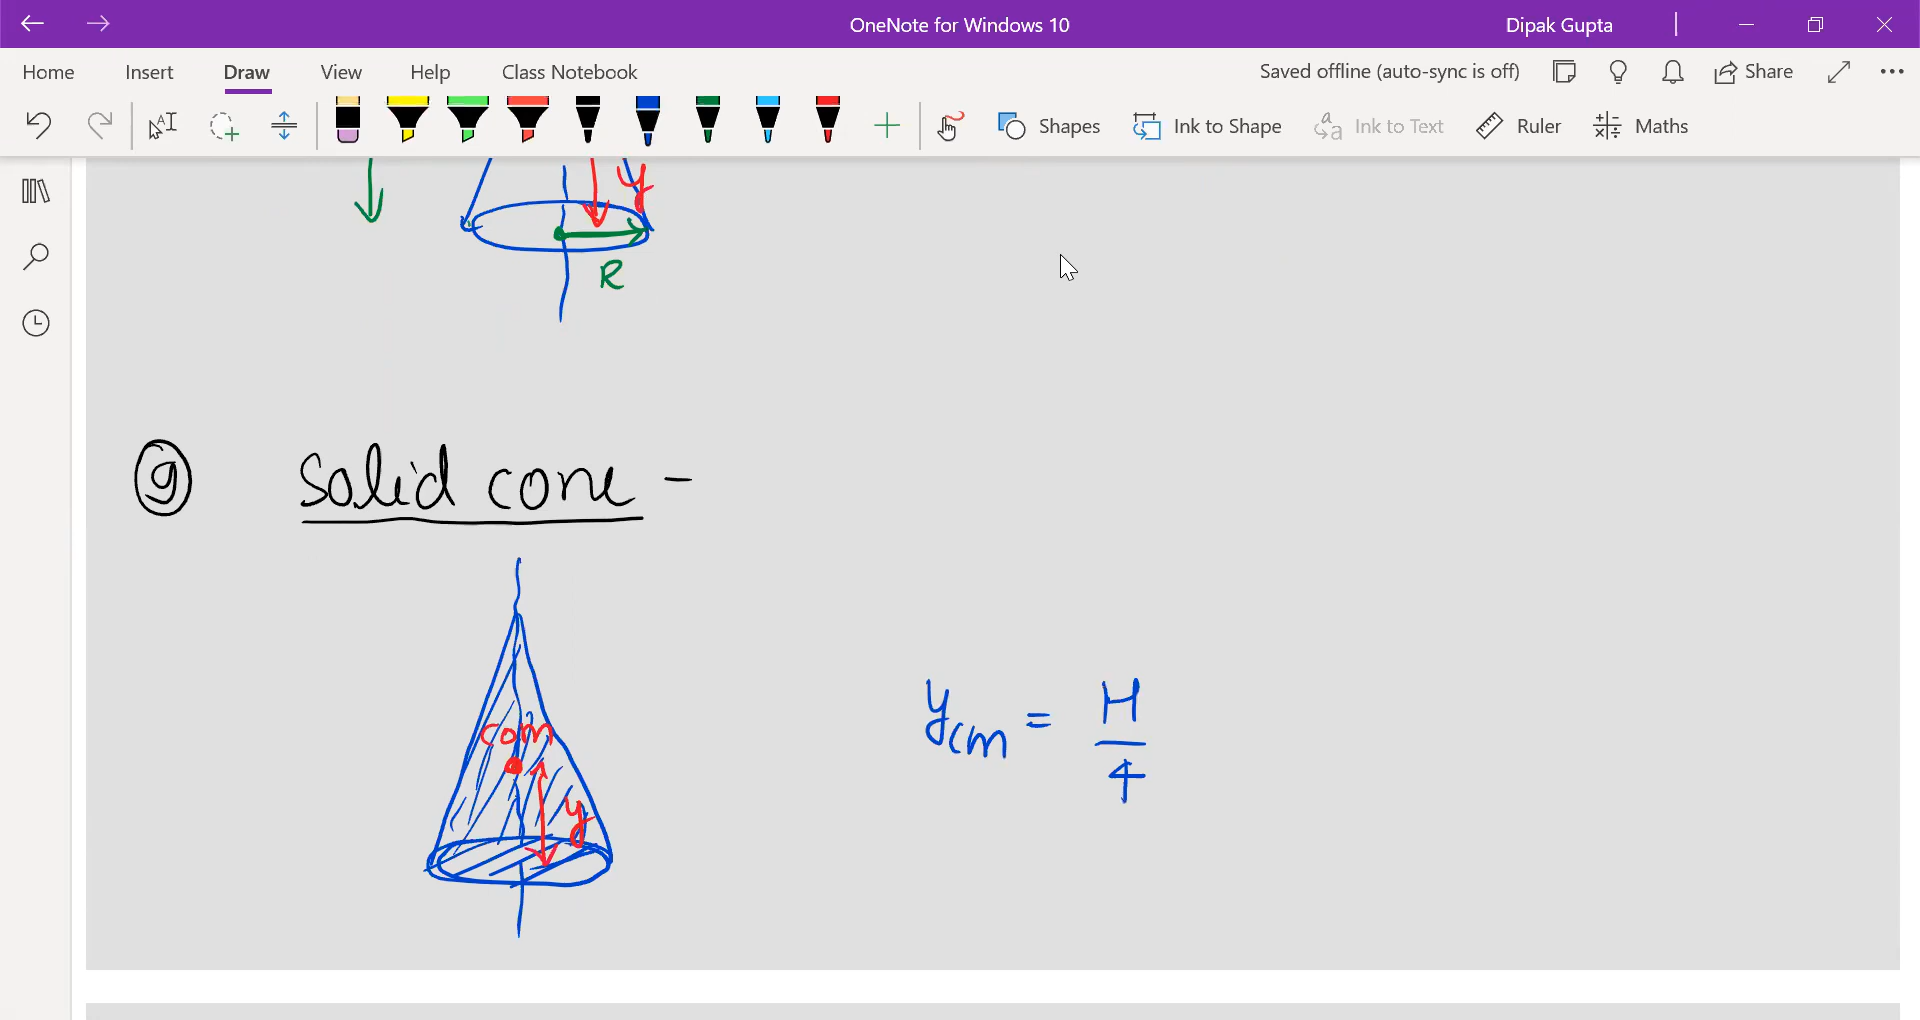 OneNote for Windows 10
Dipak Gupta
Home Insert Draw View Help Class Notebook
Saved offline (auto-sync is off) Share
Shapes Ink to Shape Ink to Text Ruler Maths
y
R
9 Solid cone -
com
y
y_cm = H/4